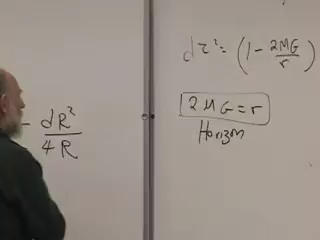 - dR²/4R
dτ² = (1 - 2MG/r)
2MG = r
Horizon